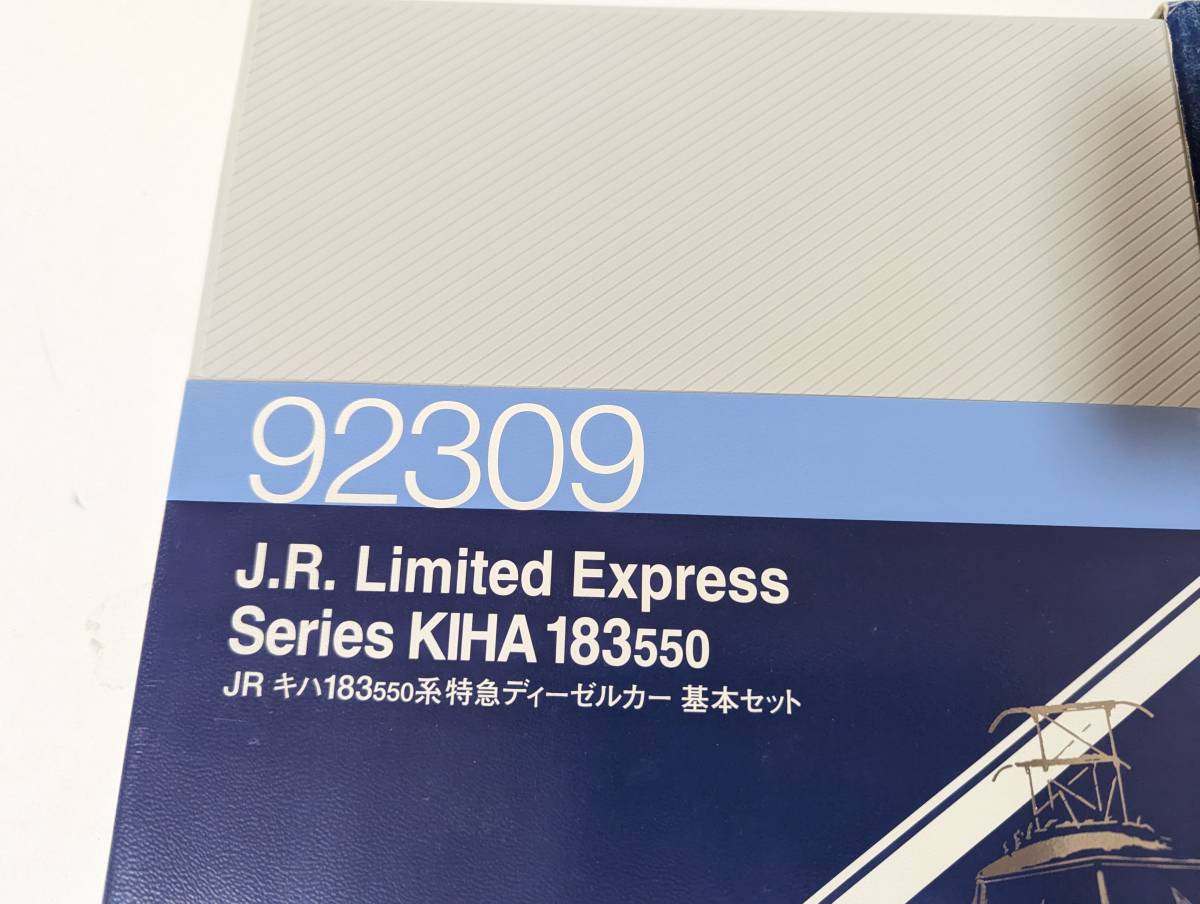 92309
J.R. Limited Express
Series KIHA 183550
JR キハ183550系特急ディーゼルカー 基本セット